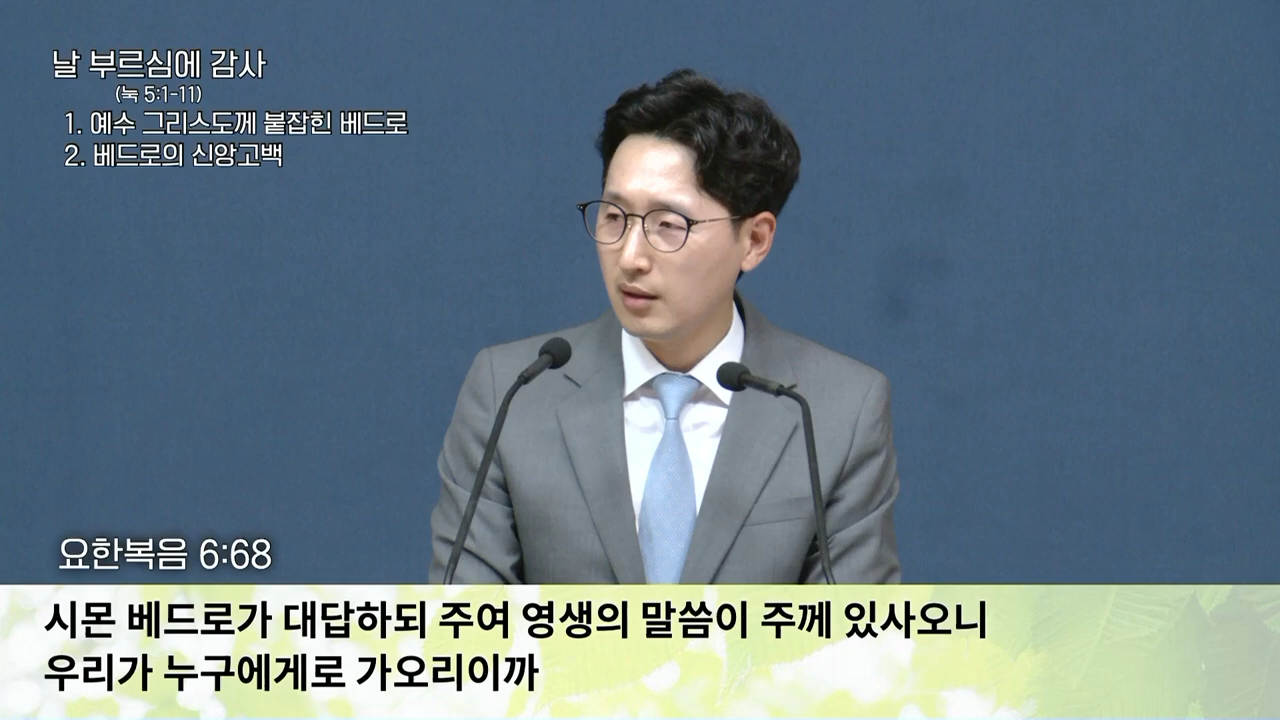 날 부르심에 감사
(눅 5:1-11)
1. 예수 그리스도께 붙잡힌 베드로
2. 베드로의 신앙고백
요한복음 6:68
시몬 베드로가 대답하되 주여 영생의 말씀이 주께 있사오니
우리가 누구에게로 가오리이까